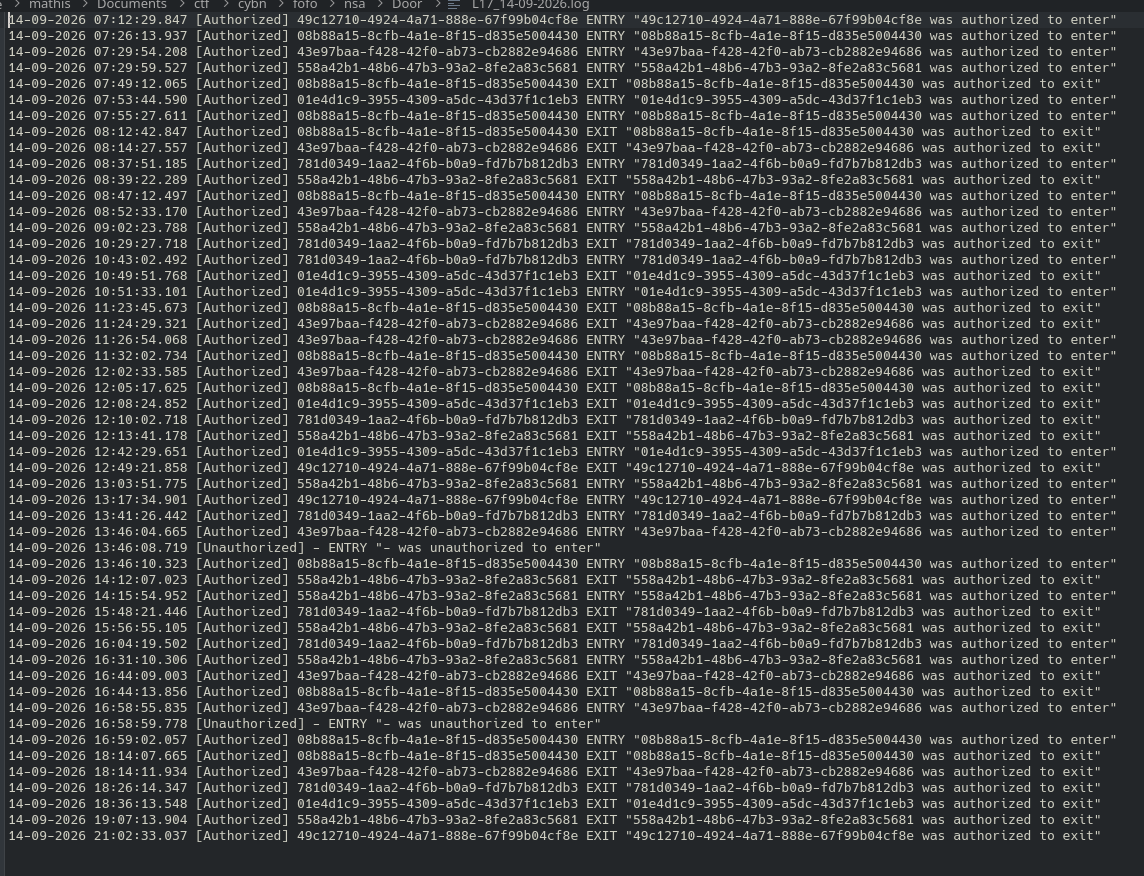 mathis > Documents > ctf > cybn > fofo > nsa > Door > L17_14-09-2026.log
14-09-2026 07:12:29.847 [Authorized] 49c12710-4924-4a71-888e-67f99b04cf8e ENTRY "49c12710-4924-4a71-888e-67f99b04cf8e was authorized to enter"
14-09-2026 07:26:13.937 [Authorized] 08b88a15-8cfb-4a1e-8f15-d835e5004430 ENTRY "08b88a15-8cfb-4a1e-8f15-d835e5004430 was authorized to enter"
14-09-2026 07:29:54.208 [Authorized] 43e97baa-f428-42f0-ab73-cb2882e94686 ENTRY "43e97baa-f428-42f0-ab73-cb2882e94686 was authorized to enter"
14-09-2026 07:29:59.527 [Authorized] 558a42b1-48b6-47b3-93a2-8fe2a83c5681 ENTRY "558a42b1-48b6-47b3-93a2-8fe2a83c5681 was authorized to enter"
14-09-2026 07:49:12.065 [Authorized] 08b88a15-8cfb-4a1e-8f15-d835e5004430 EXIT "08b88a15-8cfb-4a1e-8f15-d835e5004430 was authorized to exit"
14-09-2026 07:53:44.590 [Authorized] 01e4d1c9-3955-4309-a5dc-43d37f1c1eb3 ENTRY "01e4d1c9-3955-4309-a5dc-43d37f1c1eb3 was authorized to enter"
14-09-2026 07:55:27.611 [Authorized] 08b88a15-8cfb-4a1e-8f15-d835e5004430 ENTRY "08b88a15-8cfb-4a1e-8f15-d835e5004430 was authorized to enter"
14-09-2026 08:12:42.847 [Authorized] 08b88a15-8cfb-4a1e-8f15-d835e5004430 EXIT "08b88a15-8cfb-4a1e-8f15-d835e5004430 was authorized to exit"
14-09-2026 08:14:27.557 [Authorized] 43e97baa-f428-42f0-ab73-cb2882e94686 EXIT "43e97baa-f428-42f0-ab73-cb2882e94686 was authorized to exit"
14-09-2026 08:37:51.185 [Authorized] 781d0349-1aa2-4f6b-b0a9-fd7b7b812db3 ENTRY "781d0349-1aa2-4f6b-b0a9-fd7b7b812db3 was authorized to enter"
14-09-2026 08:39:22.289 [Authorized] 558a42b1-48b6-47b3-93a2-8fe2a83c5681 EXIT "558a42b1-48b6-47b3-93a2-8fe2a83c5681 was authorized to exit"
14-09-2026 08:47:12.497 [Authorized] 08b88a15-8cfb-4a1e-8f15-d835e5004430 ENTRY "08b88a15-8cfb-4a1e-8f15-d835e5004430 was authorized to enter"
14-09-2026 08:52:33.170 [Authorized] 43e97baa-f428-42f0-ab73-cb2882e94686 ENTRY "43e97baa-f428-42f0-ab73-cb2882e94686 was authorized to enter"
14-09-2026 09:02:23.788 [Authorized] 558a42b1-48b6-47b3-93a2-8fe2a83c5681 ENTRY "558a42b1-48b6-47b3-93a2-8fe2a83c5681 was authorized to enter"
14-09-2026 10:29:27.718 [Authorized] 781d0349-1aa2-4f6b-b0a9-fd7b7b812db3 EXIT "781d0349-1aa2-4f6b-b0a9-fd7b7b812db3 was authorized to exit"
14-09-2026 10:43:02.492 [Authorized] 781d0349-1aa2-4f6b-b0a9-fd7b7b812db3 ENTRY "781d0349-1aa2-4f6b-b0a9-fd7b7b812db3 was authorized to enter"
14-09-2026 10:49:51.768 [Authorized] 01e4d1c9-3955-4309-a5dc-43d37f1c1eb3 EXIT "01e4d1c9-3955-4309-a5dc-43d37f1c1eb3 was authorized to exit"
14-09-2026 10:51:33.101 [Authorized] 01e4d1c9-3955-4309-a5dc-43d37f1c1eb3 ENTRY "01e4d1c9-3955-4309-a5dc-43d37f1c1eb3 was authorized to enter"
14-09-2026 11:23:45.673 [Authorized] 08b88a15-8cfb-4a1e-8f15-d835e5004430 EXIT "08b88a15-8cfb-4a1e-8f15-d835e5004430 was authorized to exit"
14-09-2026 11:24:29.321 [Authorized] 43e97baa-f428-42f0-ab73-cb2882e94686 EXIT "43e97baa-f428-42f0-ab73-cb2882e94686 was authorized to exit"
14-09-2026 11:26:54.068 [Authorized] 43e97baa-f428-42f0-ab73-cb2882e94686 ENTRY "43e97baa-f428-42f0-ab73-cb2882e94686 was authorized to enter"
14-09-2026 11:32:02.734 [Authorized] 08b88a15-8cfb-4a1e-8f15-d835e5004430 ENTRY "08b88a15-8cfb-4a1e-8f15-d835e5004430 was authorized to enter"
14-09-2026 12:02:33.585 [Authorized] 43e97baa-f428-42f0-ab73-cb2882e94686 EXIT "43e97baa-f428-42f0-ab73-cb2882e94686 was authorized to exit"
14-09-2026 12:05:17.625 [Authorized] 08b88a15-8cfb-4a1e-8f15-d835e5004430 EXIT "08b88a15-8cfb-4a1e-8f15-d835e5004430 was authorized to exit"
14-09-2026 12:08:24.852 [Authorized] 01e4d1c9-3955-4309-a5dc-43d37f1c1eb3 EXIT "01e4d1c9-3955-4309-a5dc-43d37f1c1eb3 was authorized to exit"
14-09-2026 12:10:02.718 [Authorized] 781d0349-1aa2-4f6b-b0a9-fd7b7b812db3 EXIT "781d0349-1aa2-4f6b-b0a9-fd7b7b812db3 was authorized to exit"
14-09-2026 12:13:41.178 [Authorized] 558a42b1-48b6-47b3-93a2-8fe2a83c5681 EXIT "558a42b1-48b6-47b3-93a2-8fe2a83c5681 was authorized to exit"
14-09-2026 12:42:29.651 [Authorized] 01e4d1c9-3955-4309-a5dc-43d37f1c1eb3 ENTRY "01e4d1c9-3955-4309-a5dc-43d37f1c1eb3 was authorized to enter"
14-09-2026 12:49:21.858 [Authorized] 49c12710-4924-4a71-888e-67f99b04cf8e EXIT "49c12710-4924-4a71-888e-67f99b04cf8e was authorized to exit"
14-09-2026 13:03:51.775 [Authorized] 558a42b1-48b6-47b3-93a2-8fe2a83c5681 ENTRY "558a42b1-48b6-47b3-93a2-8fe2a83c5681 was authorized to enter"
14-09-2026 13:17:34.901 [Authorized] 49c12710-4924-4a71-888e-67f99b04cf8e ENTRY "49c12710-4924-4a71-888e-67f99b04cf8e was authorized to enter"
14-09-2026 13:41:26.442 [Authorized] 781d0349-1aa2-4f6b-b0a9-fd7b7b812db3 ENTRY "781d0349-1aa2-4f6b-b0a9-fd7b7b812db3 was authorized to enter"
14-09-2026 13:46:04.665 [Authorized] 43e97baa-f428-42f0-ab73-cb2882e94686 ENTRY "43e97baa-f428-42f0-ab73-cb2882e94686 was authorized to enter"
14-09-2026 13:46:08.719 [Unauthorized] - ENTRY "- was unauthorized to enter"
14-09-2026 13:46:10.323 [Authorized] 08b88a15-8cfb-4a1e-8f15-d835e5004430 ENTRY "08b88a15-8cfb-4a1e-8f15-d835e5004430 was authorized to enter"
14-09-2026 14:12:07.023 [Authorized] 558a42b1-48b6-47b3-93a2-8fe2a83c5681 EXIT "558a42b1-48b6-47b3-93a2-8fe2a83c5681 was authorized to exit"
14-09-2026 14:15:54.952 [Authorized] 558a42b1-48b6-47b3-93a2-8fe2a83c5681 ENTRY "558a42b1-48b6-47b3-93a2-8fe2a83c5681 was authorized to enter"
14-09-2026 15:48:21.446 [Authorized] 781d0349-1aa2-4f6b-b0a9-fd7b7b812db3 EXIT "781d0349-1aa2-4f6b-b0a9-fd7b7b812db3 was authorized to exit"
14-09-2026 15:56:55.105 [Authorized] 558a42b1-48b6-47b3-93a2-8fe2a83c5681 EXIT "558a42b1-48b6-47b3-93a2-8fe2a83c5681 was authorized to exit"
14-09-2026 16:04:19.502 [Authorized] 781d0349-1aa2-4f6b-b0a9-fd7b7b812db3 ENTRY "781d0349-1aa2-4f6b-b0a9-fd7b7b812db3 was authorized to enter"
14-09-2026 16:31:10.306 [Authorized] 558a42b1-48b6-47b3-93a2-8fe2a83c5681 ENTRY "558a42b1-48b6-47b3-93a2-8fe2a83c5681 was authorized to enter"
14-09-2026 16:44:09.003 [Authorized] 43e97baa-f428-42f0-ab73-cb2882e94686 EXIT "43e97baa-f428-42f0-ab73-cb2882e94686 was authorized to exit"
14-09-2026 16:44:13.856 [Authorized] 08b88a15-8cfb-4a1e-8f15-d835e5004430 EXIT "08b88a15-8cfb-4a1e-8f15-d835e5004430 was authorized to exit"
14-09-2026 16:58:55.835 [Authorized] 43e97baa-f428-42f0-ab73-cb2882e94686 ENTRY "43e97baa-f428-42f0-ab73-cb2882e94686 was authorized to enter"
14-09-2026 16:58:59.778 [Unauthorized] - ENTRY "- was unauthorized to enter"
14-09-2026 16:59:02.057 [Authorized] 08b88a15-8cfb-4a1e-8f15-d835e5004430 ENTRY "08b88a15-8cfb-4a1e-8f15-d835e5004430 was authorized to enter"
14-09-2026 18:14:07.665 [Authorized] 08b88a15-8cfb-4a1e-8f15-d835e5004430 EXIT "08b88a15-8cfb-4a1e-8f15-d835e5004430 was authorized to exit"
14-09-2026 18:14:11.934 [Authorized] 43e97baa-f428-42f0-ab73-cb2882e94686 EXIT "43e97baa-f428-42f0-ab73-cb2882e94686 was authorized to exit"
14-09-2026 18:26:14.347 [Authorized] 781d0349-1aa2-4f6b-b0a9-fd7b7b812db3 EXIT "781d0349-1aa2-4f6b-b0a9-fd7b7b812db3 was authorized to exit"
14-09-2026 18:36:13.548 [Authorized] 01e4d1c9-3955-4309-a5dc-43d37f1c1eb3 EXIT "01e4d1c9-3955-4309-a5dc-43d37f1c1eb3 was authorized to exit"
14-09-2026 19:07:13.904 [Authorized] 558a42b1-48b6-47b3-93a2-8fe2a83c5681 EXIT "558a42b1-48b6-47b3-93a2-8fe2a83c5681 was authorized to exit"
14-09-2026 21:02:33.037 [Authorized] 49c12710-4924-4a71-888e-67f99b04cf8e EXIT "49c12710-4924-4a71-888e-67f99b04cf8e was authorized to exit"